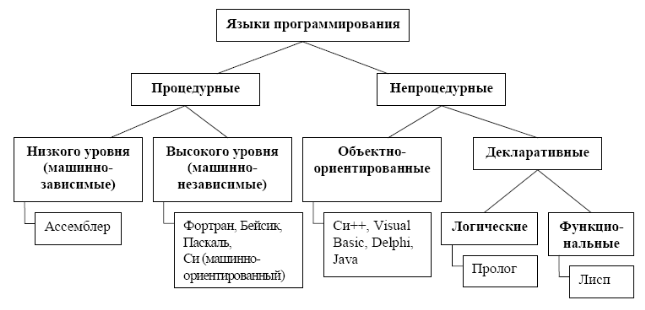 Языки программирования
Процедурные
Непроцедурные
Низкого уровня
(машинно-
зависимые)
Высокого уровня
(машинно-
независимые)
Объектно-
ориентированные
Декларативные
Ассемблер
Фортран, Бейсик,
Паскаль,
Си (машинно-
ориентированный)
Си++, Visual
Basic, Delphi,
Java
Логические
Функцио-
нальные
Пролог
Лисп